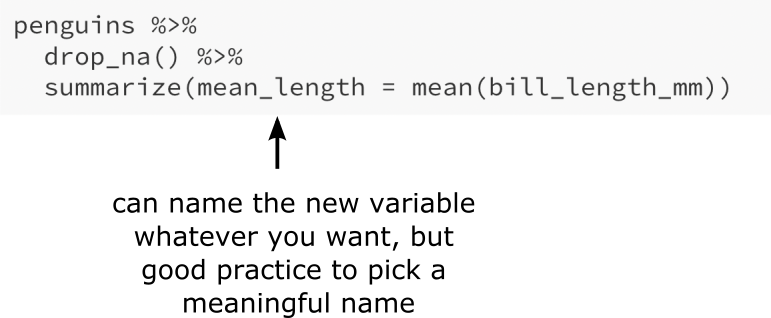 penguins %>%
  drop_na() %>%
  summarize(mean_length = mean(bill_length_mm))
can name the new variable
whatever you want, but
good practice to pick a
meaningful name